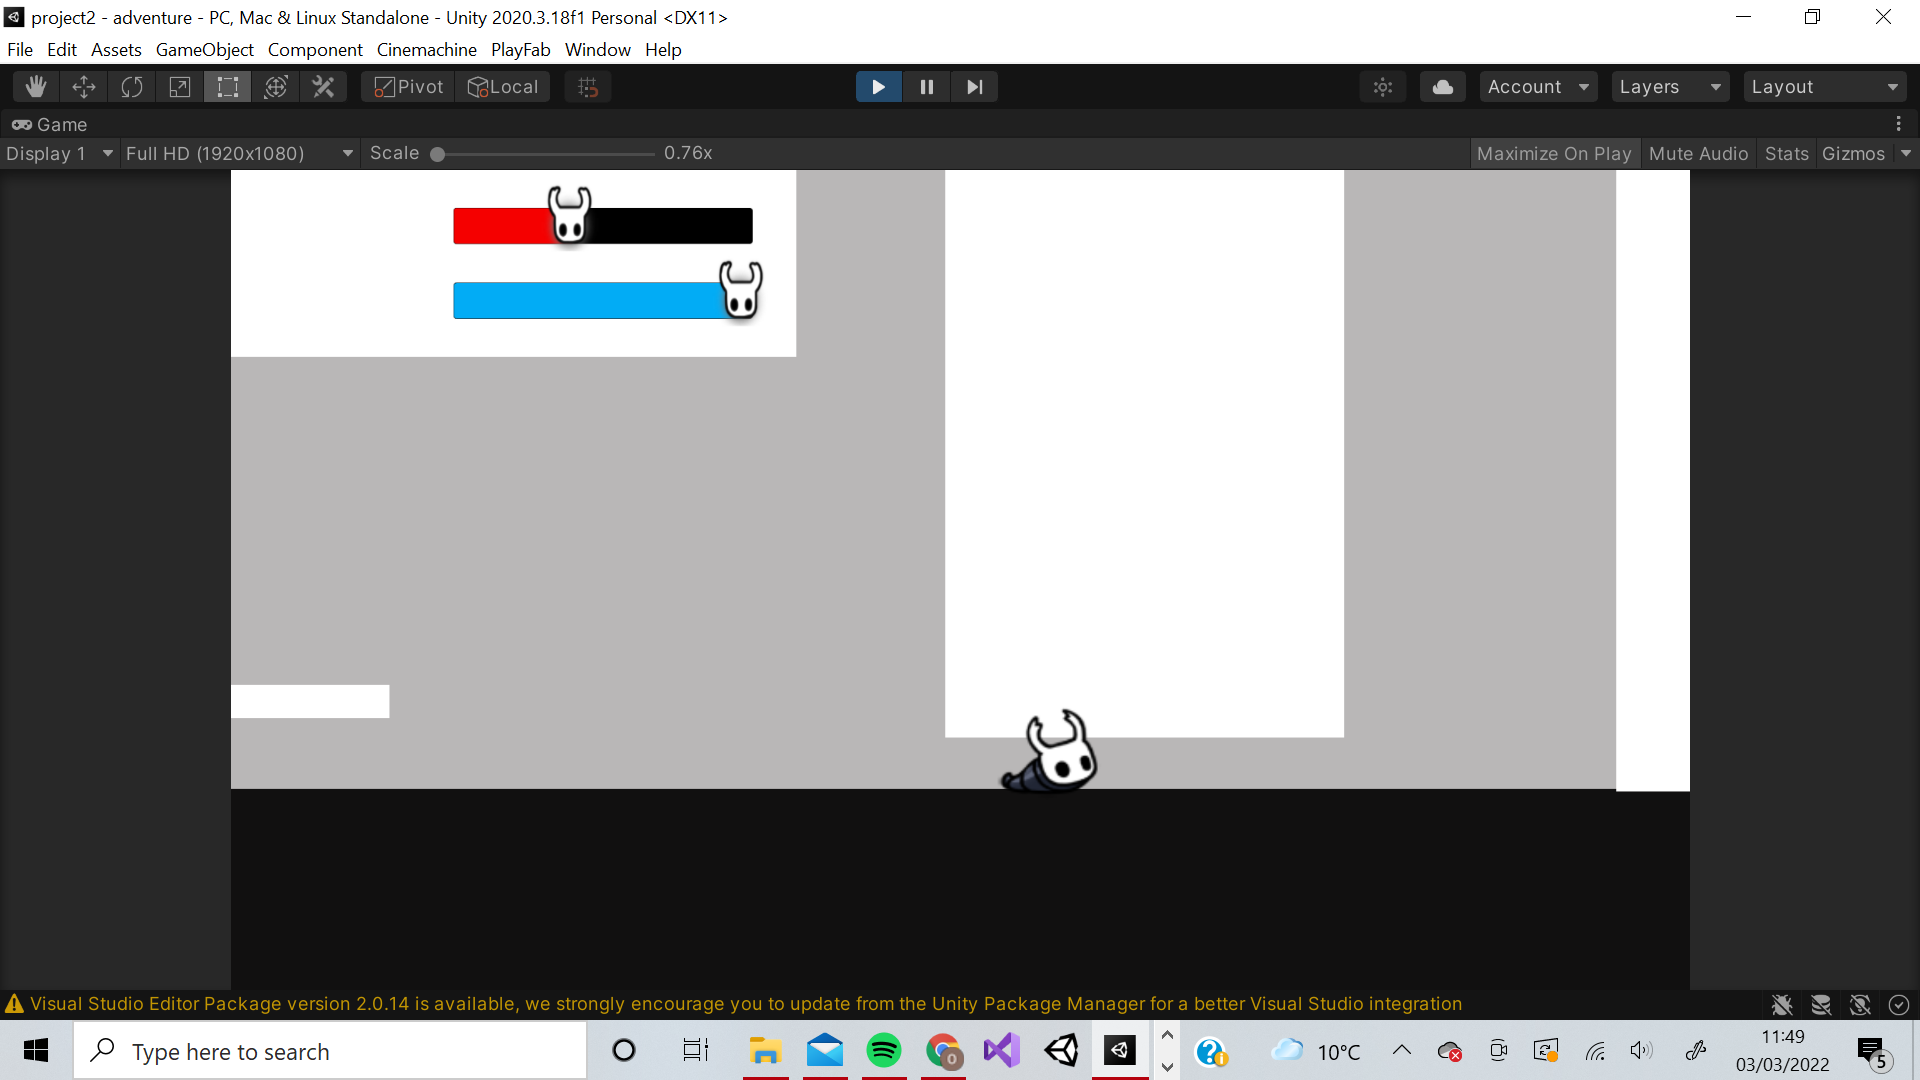 project2 - adventure - PC, Mac & Linux Standalone - Unity 2020.3.18f1 Personal <DX11>
File Edit Assets GameObject Component Cinemachine PlayFab Window Help
Pivot Local Account Layers Layout
Game
Display 1 Full HD (1920x1080) Scale 0.76x Maximize On Play Mute Audio Stats Gizmos
Visual Studio Editor Package version 2.0.14 is available, we strongly encourage you to update from the Unity Package Manager for a better Visual Studio integration
Type here to search 10°C 11:49
03/03/2022 5